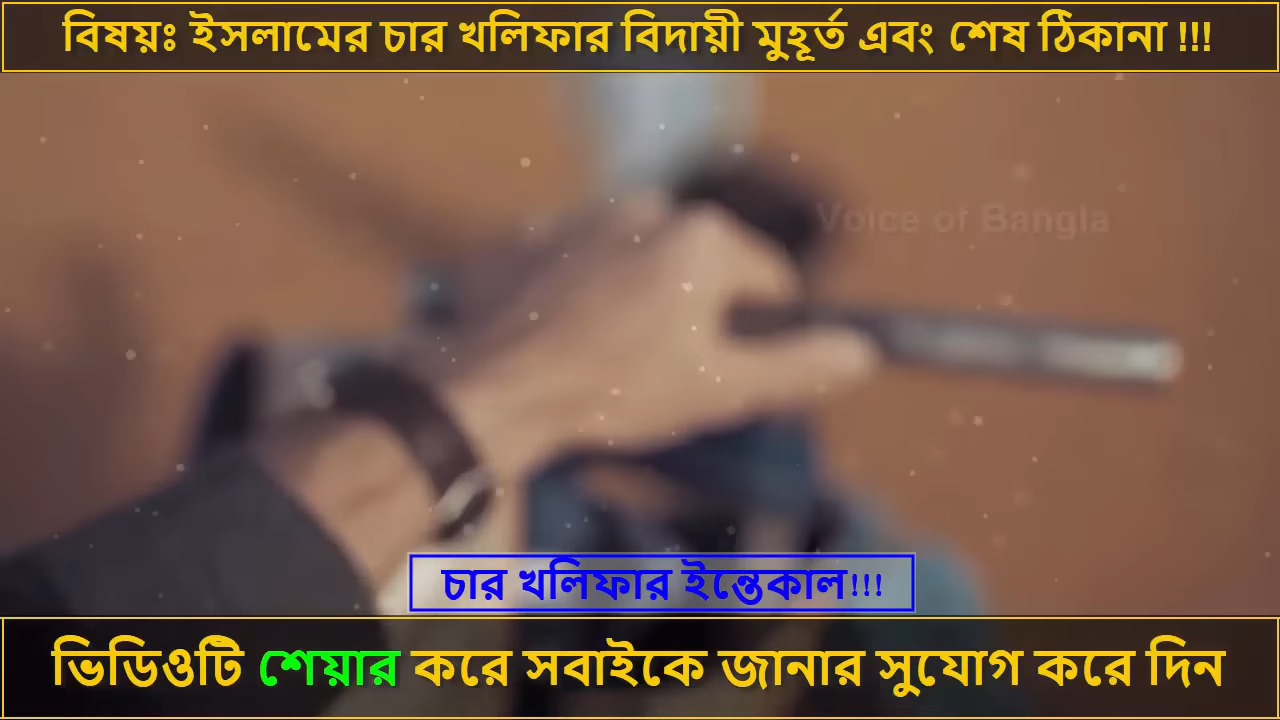 বিষয়ঃ ইসলামের চার খলিফার বিদায়ী মুহূর্ত এবং শেষ ঠিকানা !!!
Voice of Bangla
চার খলিফার ইন্তেকাল!!!
ভিডিওটি শেয়ার করে সবাইকে জানার সুযোগ করে দিন